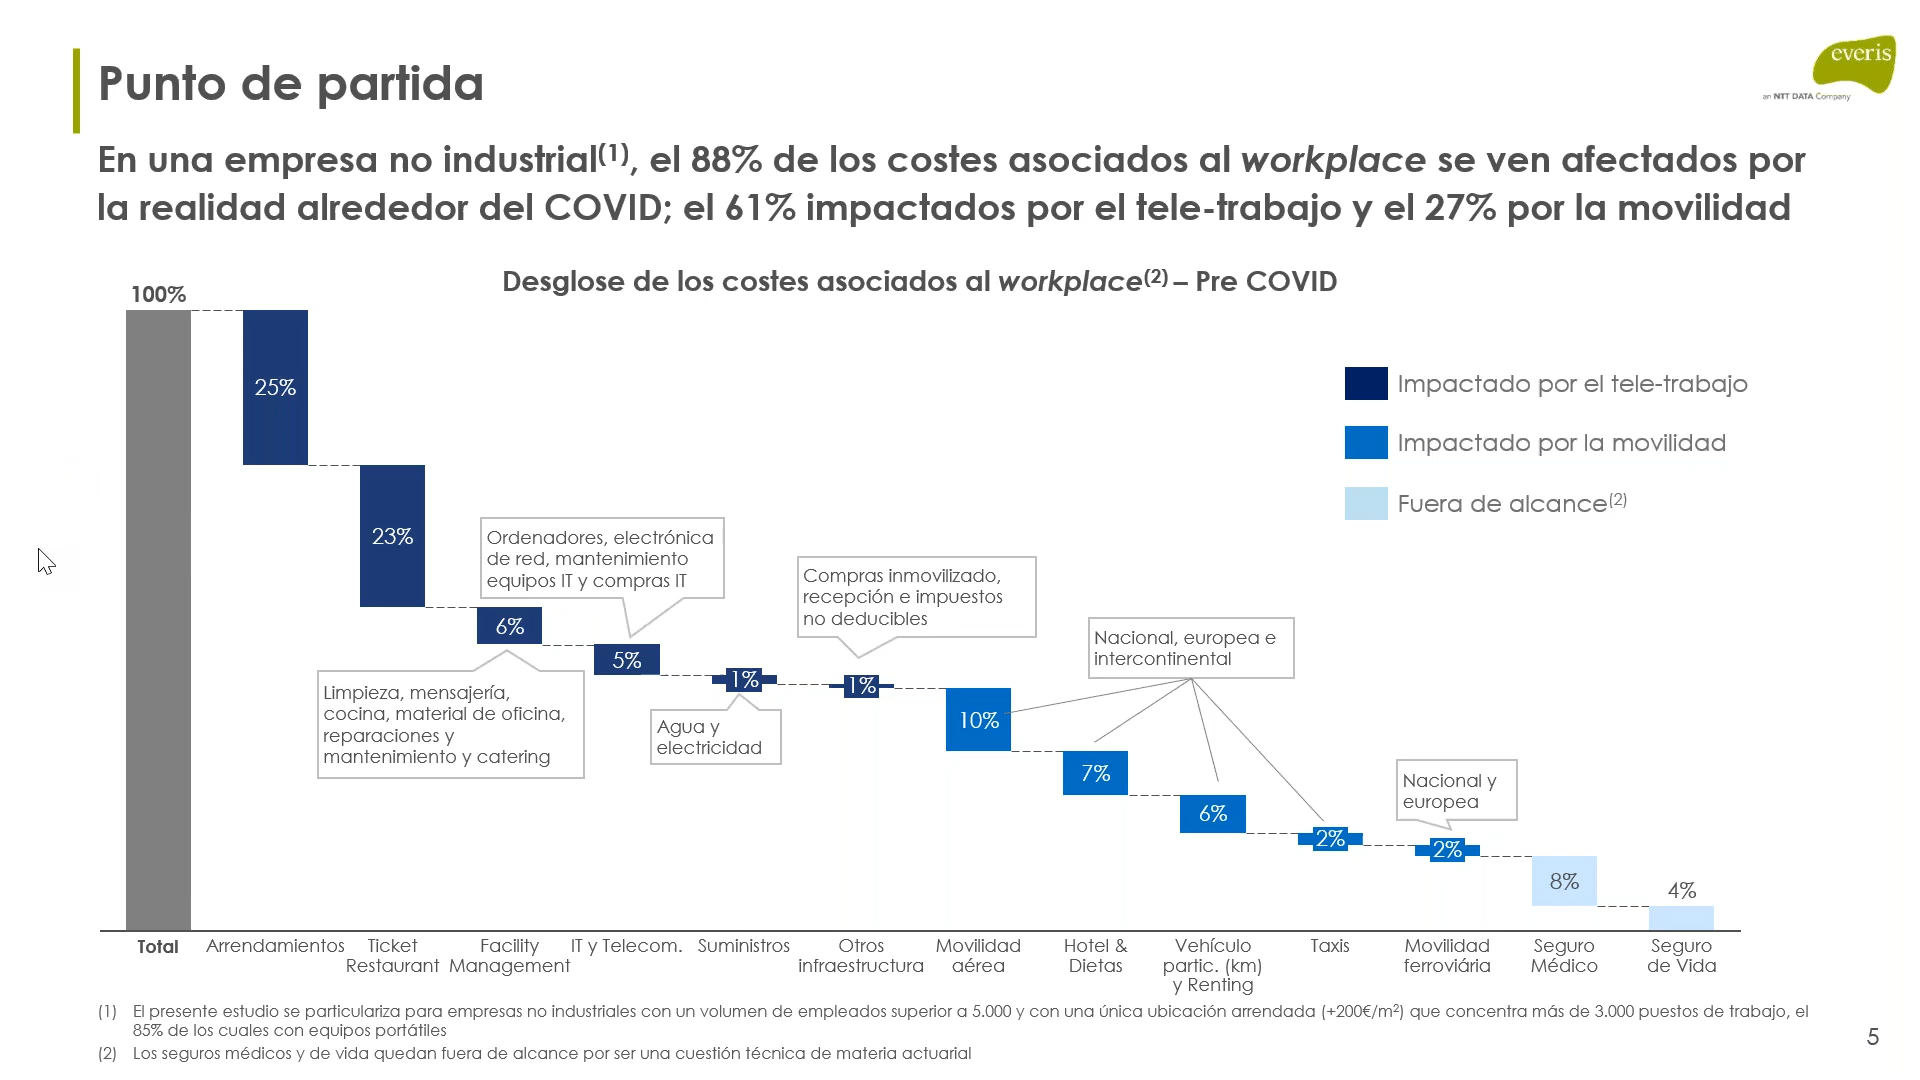 Punto de partida
everis
an NTT DATA Company
En una empresa no industrial(1), el 88% de los costes asociados al workplace se ven afectados por
la realidad alrededor del COVID; el 61% impactados por el tele-trabajo y el 27% por la movilidad
Desglose de los costes asociados al workplace(2) – Pre COVID
100%
25%
23%
6%
5%
1%
1%
10%
7%
6%
2%
2%
8%
4%
Impactado por el tele-trabajo
Impactado por la movilidad
Fuera de alcance(2)
Ordenadores, electrónica
de red, mantenimiento
equipos IT y compras IT
Compras inmovilizado,
recepción e impuestos
no deducibles
Nacional, europea e
intercontinental
Limpieza, mensajería,
cocina, material de oficina,
reparaciones y
mantenimiento y catering
Agua y
electricidad
Nacional y
europea
Total
Arrendamientos
Ticket
Restaurant
Facility
Management
IT y Telecom.
Suministros
Otros
infraestructura
Movilidad
aérea
Hotel &
Dietas
Vehículo
partic. (km)
y Renting
Taxis
Movilidad
ferroviária
Seguro
Médico
Seguro
de Vida
(1) El presente estudio se particulariza para empresas no industriales con un volumen de empleados superior a 5.000 y con una única ubicación arrendada (+200€/m²) que concentra más de 3.000 puestos de trabajo, el
85% de los cuales con equipos portátiles
(2) Los seguros médicos y de vida quedan fuera de alcance por ser una cuestión técnica de materia actuarial
5